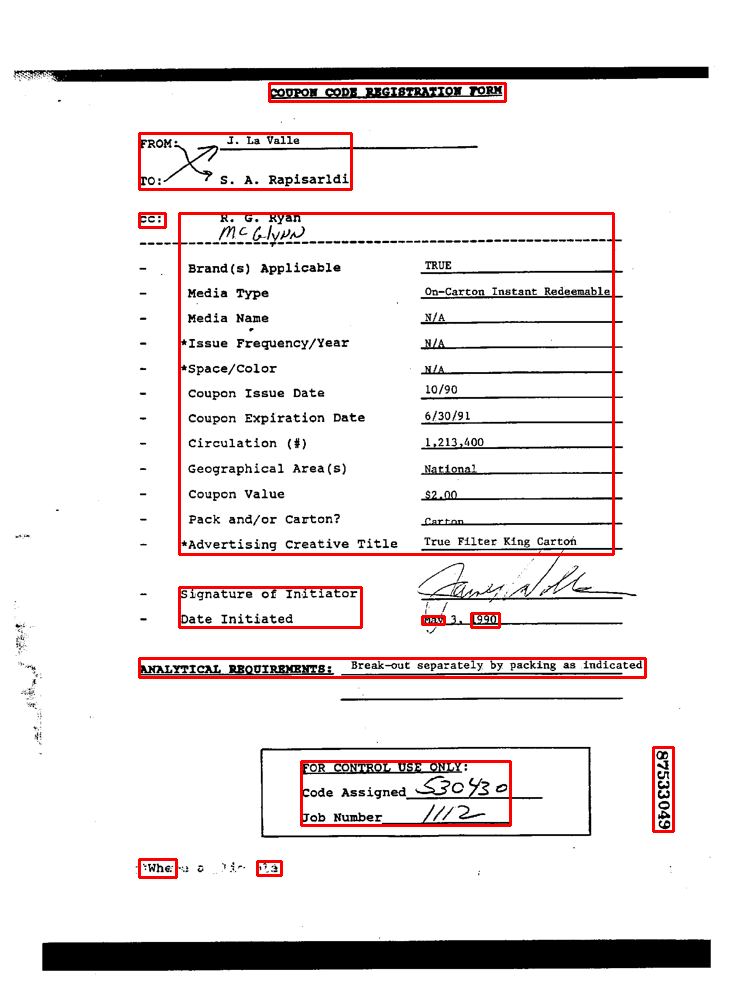 COUPON CODE REGISTRATION FORM
FROM: J. La Valle
TO: S. A. Rapisarldi
cc: R. G. Ryan
McGlynn
- Brand(s) Applicable TRUE
- Media Type On-Carton Instant Redeemable
- Media Name N/A
- *Issue Frequency/Year N/A
- *Space/Color N/A
- Coupon Issue Date 10/90
- Coupon Expiration Date 6/30/91
- Circulation (#) 1,213,400
- Geographical Area(s) National
- Coupon Value $2.00
- Pack and/or Carton? Carton
- *Advertising Creative Title True Filter King Carton
- Signature of Initiator
- Date Initiated May 3, 1990
ANALYTICAL REQUIREMENTS: Break-out separately by packing as indicated
FOR CONTROL USE ONLY:
Code Assigned 530430
Job Number 1112
87533049